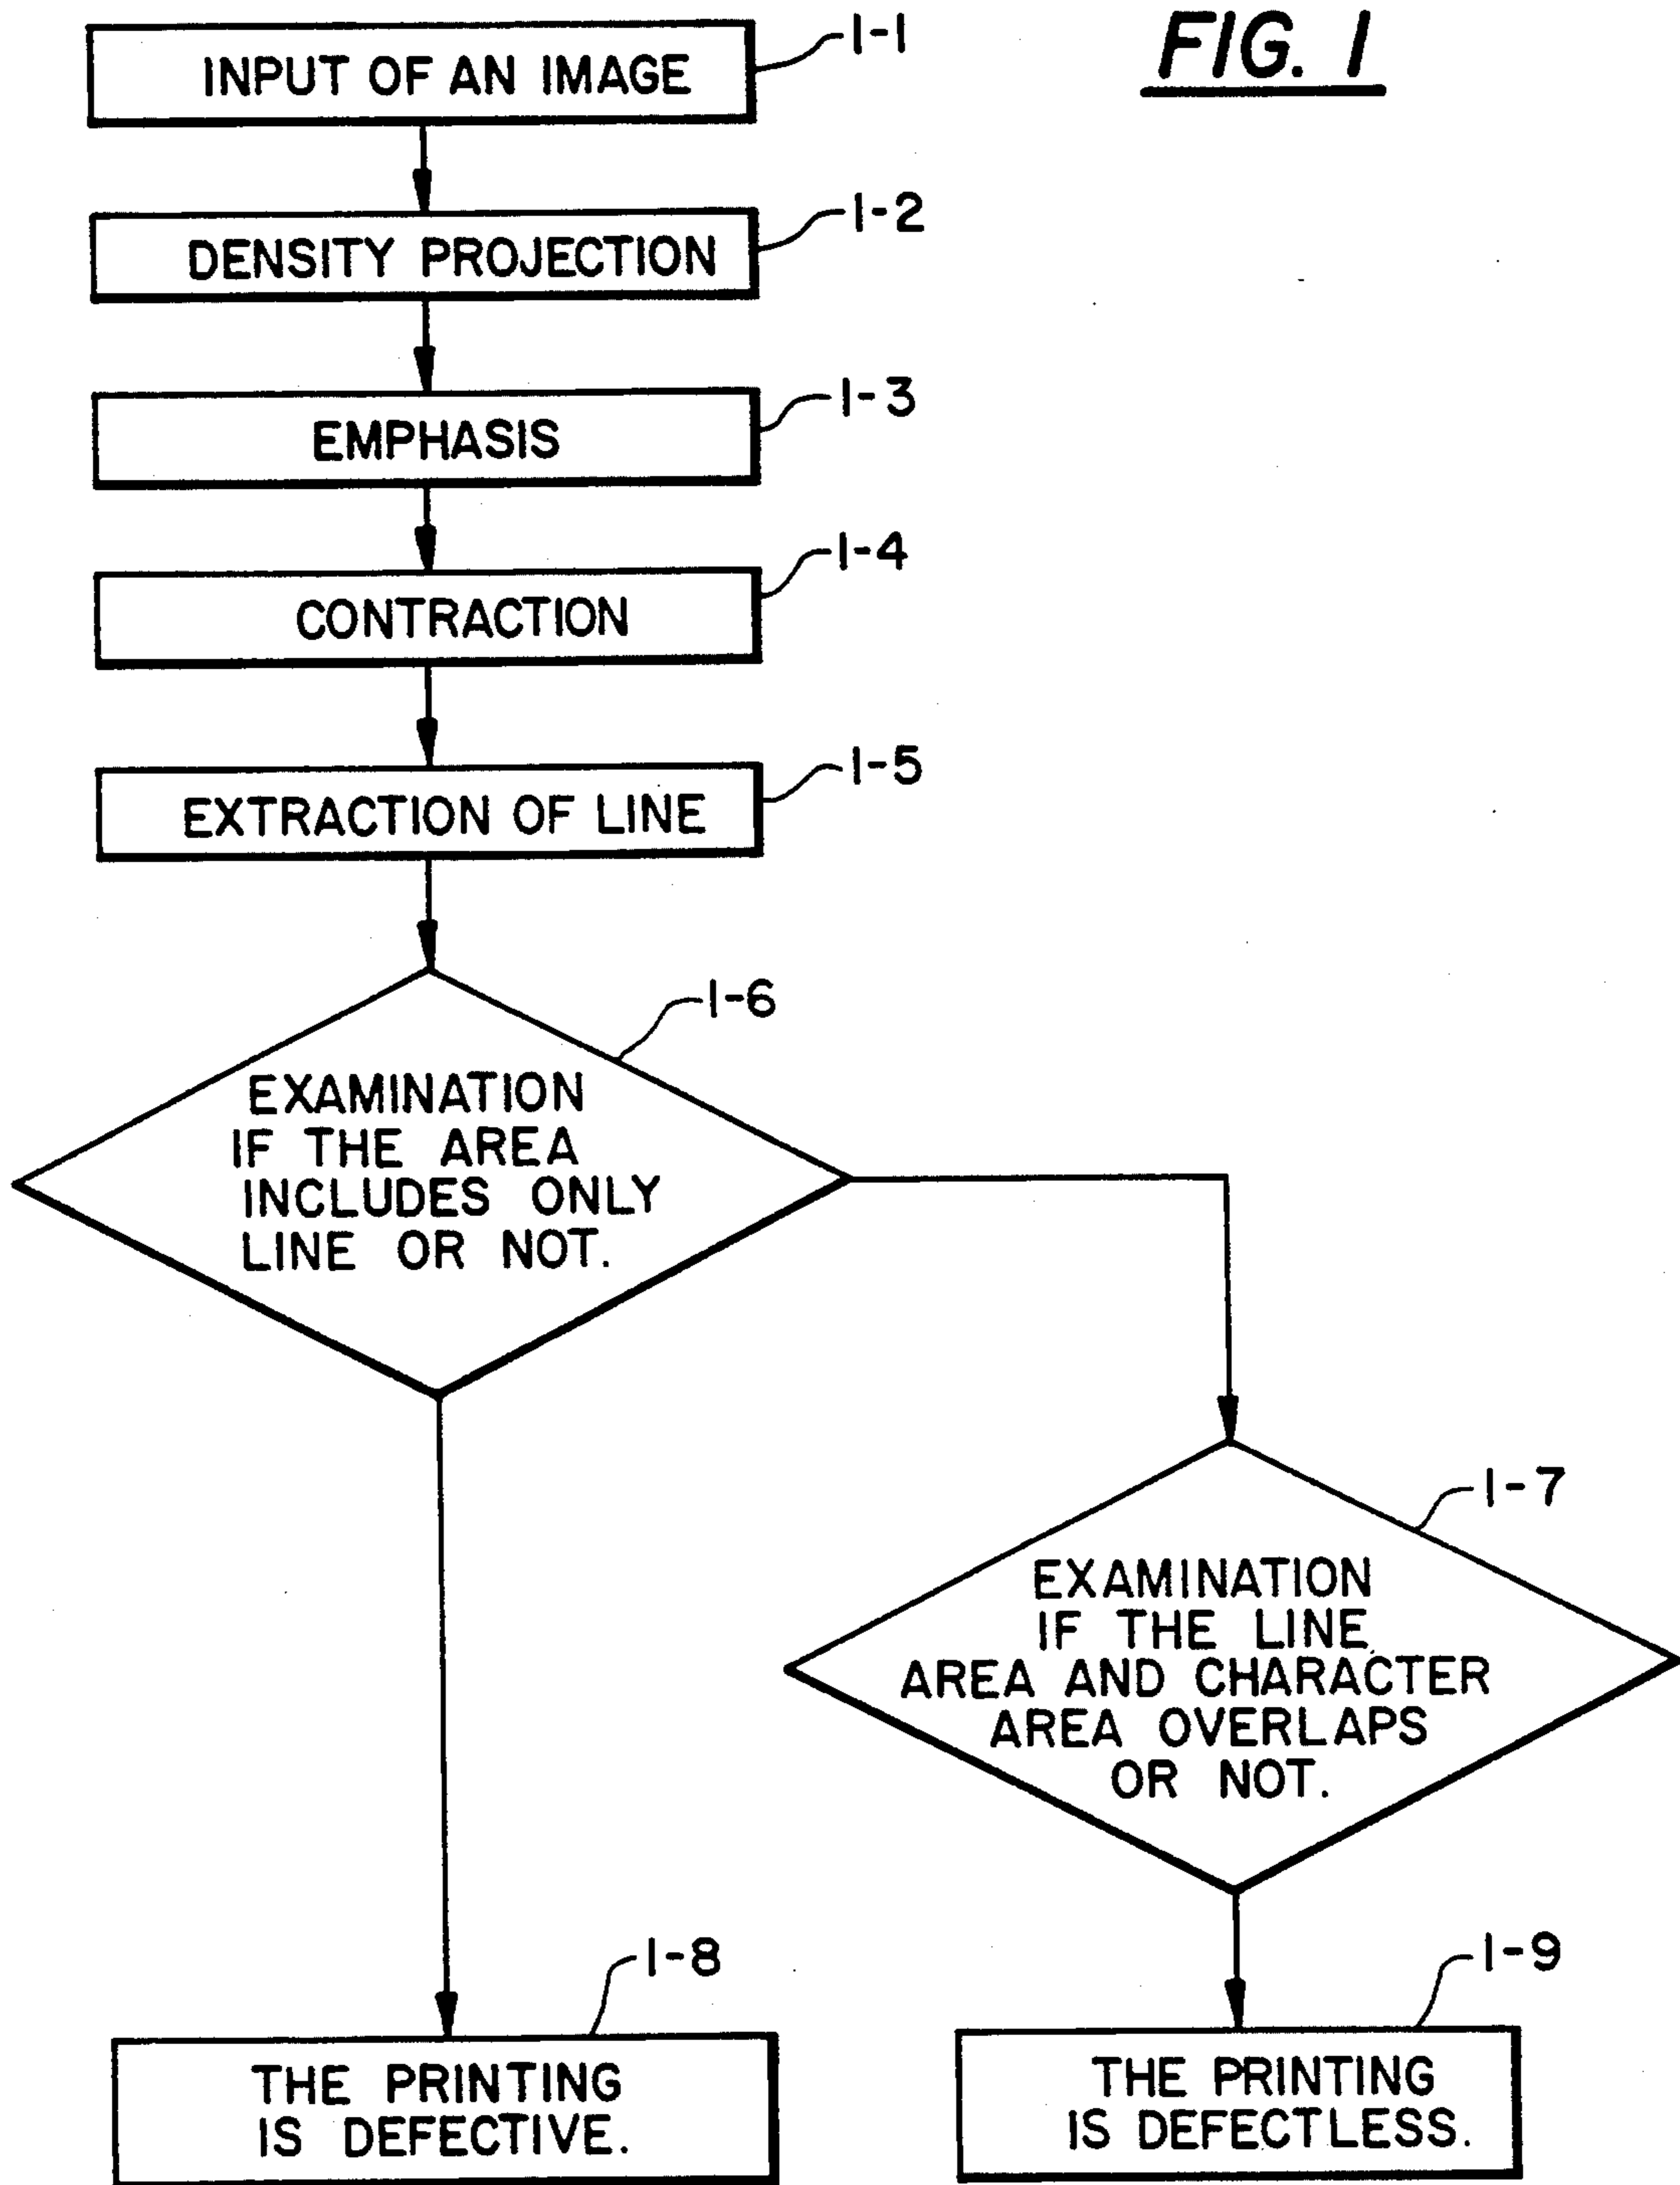 FIG. 1
INPUT OF AN IMAGE
1-1
DENSITY PROJECTION
1-2
EMPHASIS
1-3
CONTRACTION
1-4
EXTRACTION OF LINE
1-5
1-6
EXAMINATION
IF THE AREA
INCLUDES ONLY
LINE OR NOT.
1-7
EXAMINATION
IF THE LINE
AREA AND CHARACTER
AREA OVERLAPS
OR NOT.
1-8
THE PRINTING
IS DEFECTIVE.
1-9
THE PRINTING
IS DEFECTLESS.